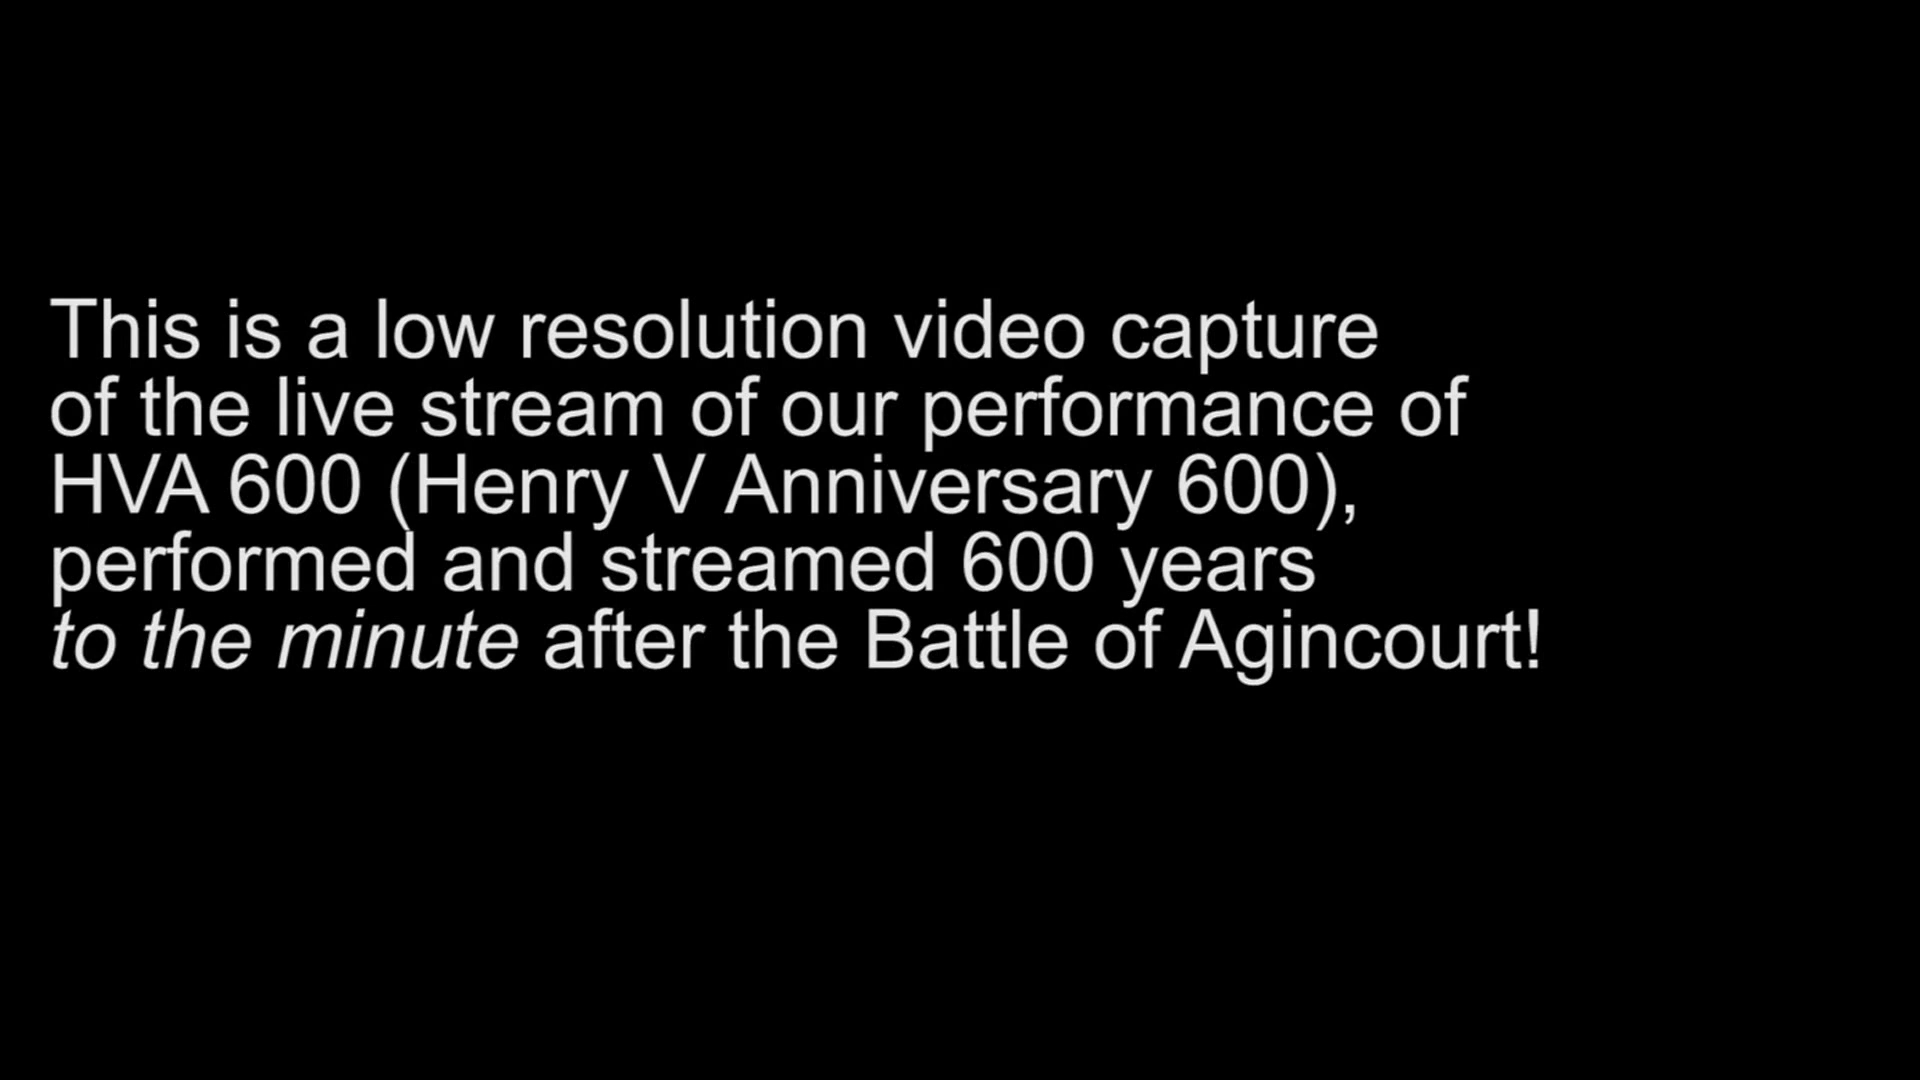 This is a low resolution video capture
of the live stream of our performance of
HVA 600 (Henry V Anniversary 600),
performed and streamed 600 years
to the minute after the Battle of Agincourt!